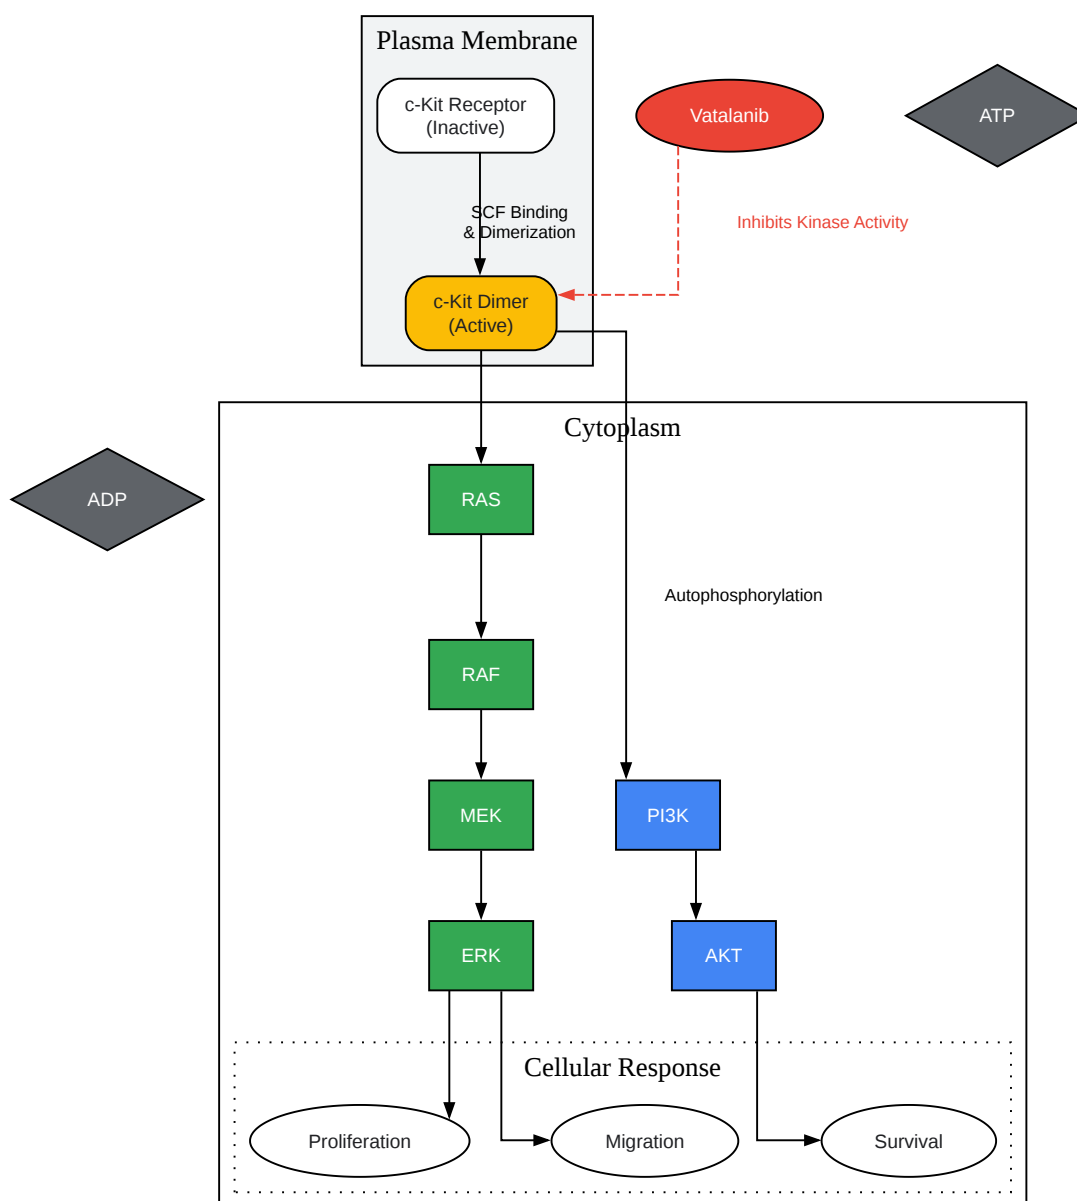 Plasma Membrane
c-Kit Receptor
(Inactive)
Vatalanib
ATP
SCF Binding
& Dimerization
Inhibits Kinase Activity
c-Kit Dimer
(Active)
Cytoplasm
ADP
RAS
Autophosphorylation
RAF
MEK
PI3K
ERK
AKT
Cellular Response
Proliferation
Migration
Survival